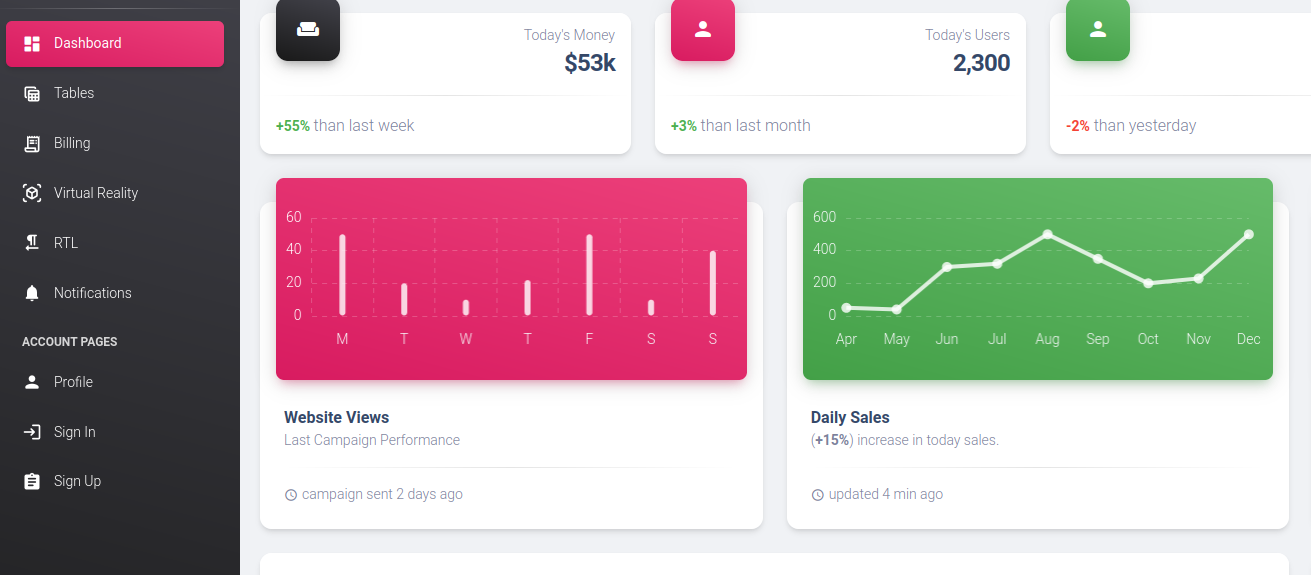 Dashboard
Tables
Billing
Virtual Reality
RTL
Notifications
ACCOUNT PAGES
Profile
Sign In
Sign Up
Today's Money
$53k
+55% than last week
Today's Users
2,300
+3% than last month
-2% than yesterday
60
40
20
0
M T W T F S S
Website Views
Last Campaign Performance
campaign sent 2 days ago
600
400
200
0
Apr May Jun Jul Aug Sep Oct Nov Dec
Daily Sales
(+15%) increase in today sales.
updated 4 min ago